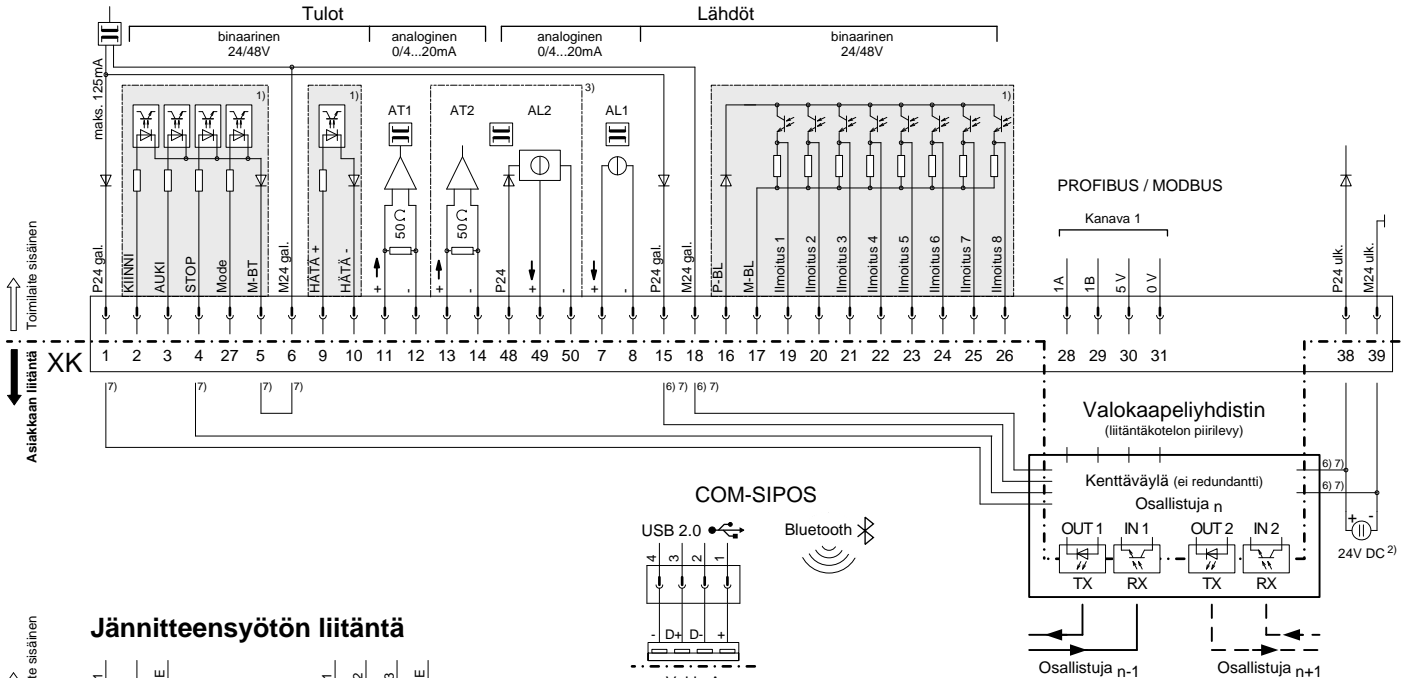 Tulot
Lähdöt
binaarinen
24/48V
analoginen
0/4...20mA
analoginen
0/4...20mA
binaarinen
24/48V
maks. 125mA
1)
1)
3)
1)
AT1
AT2
AL2
AL1
50 Ω
50 Ω
PROFIBUS / MODBUS
Kanava 1
P24 gal.
KIINNI
AUKI
STOP
Mode
M-BT
M24 gal.
HÄTÄ +
HÄTÄ -
+
-
+
-
P24
+
-
+
-
P24 gal.
M24 gal.
P-BL
M-BL
Ilmoitus 1
Ilmoitus 2
Ilmoitus 3
Ilmoitus 4
Ilmoitus 5
Ilmoitus 6
Ilmoitus 7
Ilmoitus 8
1A
1B
5 V
0 V
P24 ulk.
M24 ulk.
Toimilaite sisäinen
Asiakkaan liitäntä
XK
1 2 3 4 27 5 6 9 10 11 12 13 14 48 49 50 7 8 15 18 16 17 19 20 21 22 23 24 25 26 28 29 30 31 38 39
7) 7) 7) 7) 6) 7) 6) 7)
Valokaapeliyhdistin
(liitäntäkotelon piirilevy)
Kenttäväylä (ei redundantti)
Osallistuja n
6) 7)
6) 7)
OUT 1 IN 1 OUT 2 IN 2
TX RX TX RX
+ -
24V DC 2)
Osallistuja n-1
Osallistuja n+1
COM-SIPOS
USB 2.0
Bluetooth
4 3 2 1
- D+ D- +
Jännitteensyötön liitäntä